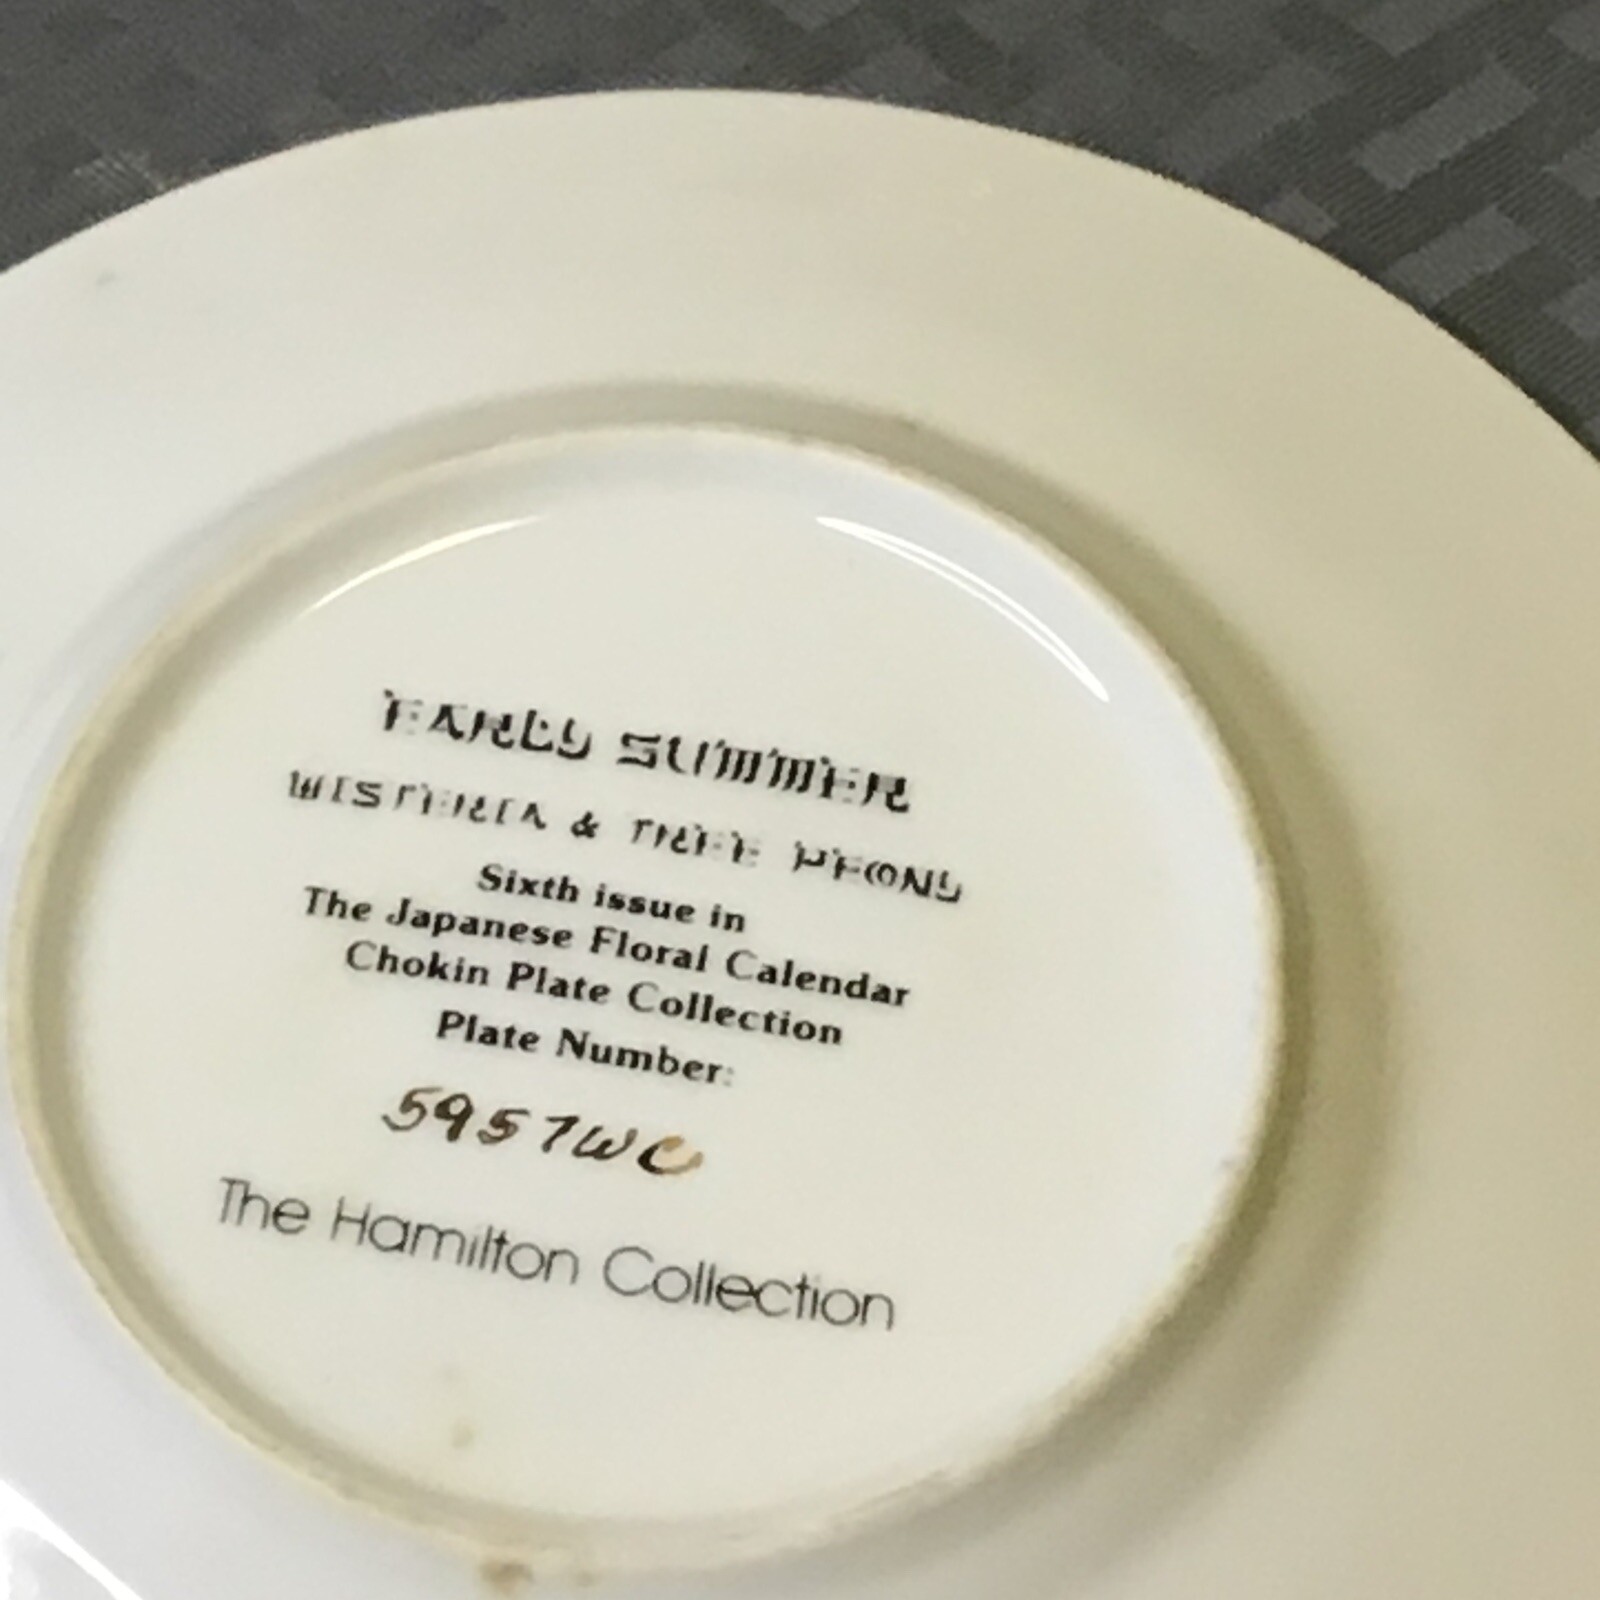 EARLY SUMMER
WISTERIA & TREE PEONY
Sixth issue in
The Japanese Floral Calendar
Chokin Plate Collection
Plate Number:
5957WC
The Hamilton Collection